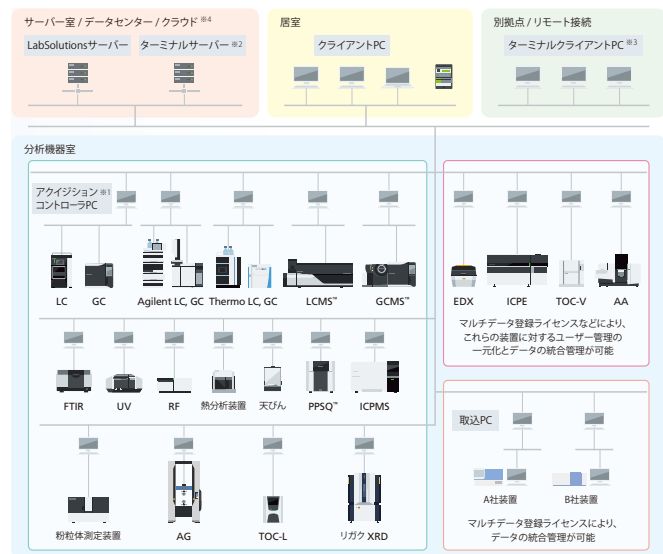 サーバー室 / データセンター / クラウド ※4
LabSolutionsサーバー
ターミナルサーバー ※2
居室
クライアントPC
別拠点 / リモート接続
ターミナルクライアントPC ※3
分析機器室
アクイジション ※1
コントローラPC
LC
GC
Agilent LC, GC
Thermo LC, GC
LCMS™
GCMS™
EDX
ICPE
TOC-V
AA
マルチデータ登録ライセンスなどにより、
これらの装置に対するユーザー管理の
一元化とデータの統合管理が可能
FTIR
UV
RF
熱分析装置
天びん
PPSQ™
ICPMS
取込PC
A社装置
B社装置
マルチデータ登録ライセンスにより、
データの統合管理が可能
粉粒体測定装置
AG
TOC-L
リガク XRD